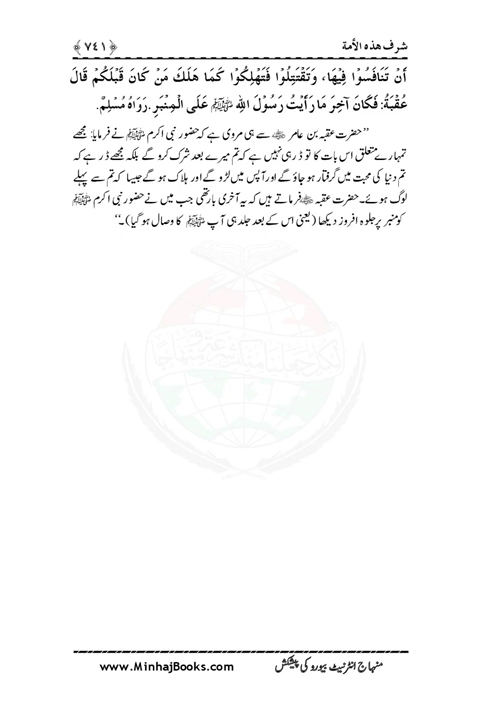 شرف هذه الأمة ﴿۷۴۱﴾
أَنْ تَنَافَسُوْا فِيْهَا، وَتَقْتَتِلُوْا فَتَهْلِكُوْا كَمَا هَلَكَ مَنْ كَانَ قَبْلَكُمْ قَالَ
عُقْبَةُ: فَكَانَ آخِرَ مَا رَأَيْتُ رَسُوْلَ اللهِ ﷺ عَلَى الْمِنْبَرِ. رَوَاهُ مُسْلِمٌ.
’’حضرت عقبہ بن عامر ؓ سے ہی مروی ہے کہ حضور نبی اکرم ﷺ نے فرمایا: مجھے
تمہارے متعلق اس بات کا تو ڈر ہی نہیں ہے کہ تم میرے بعد شرک کرو گے بلکہ مجھے ڈر ہے کہ
تم دنیا کی محبت میں گرفتار ہو جاؤ گے اور آپس میں لڑو گے اور ہلاک ہو گے جیسا کہ تم سے پہلے
لوگ ہوئے۔ حضرت عقبہ ؓ فرماتے ہیں کہ یہ آخری بار تھی جب میں نے حضور نبی اکرم ﷺ
کو منبر پر جلوہ افروز دیکھا (یعنی اس کے بعد جلد ہی آپ ﷺ کا وصال ہو گیا)۔‘‘
لكل جعلنا منكم شرعة ومنهاجا
منہاج انٹرنیٹ بیورو کی پیشکش www.MinhajBooks.com